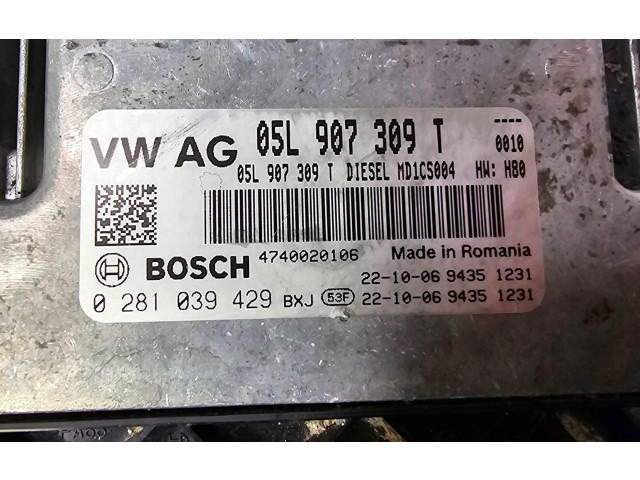 VW AG 05L 907 309 T ----
0010
05L 907 309 T DIESEL MD1CS004 HW: H80
4740020106 Made in Romania
BOSCH 22-10-06 9435 1231
0 281 039 429 BXJ 53F 22-10-06 9435 1231